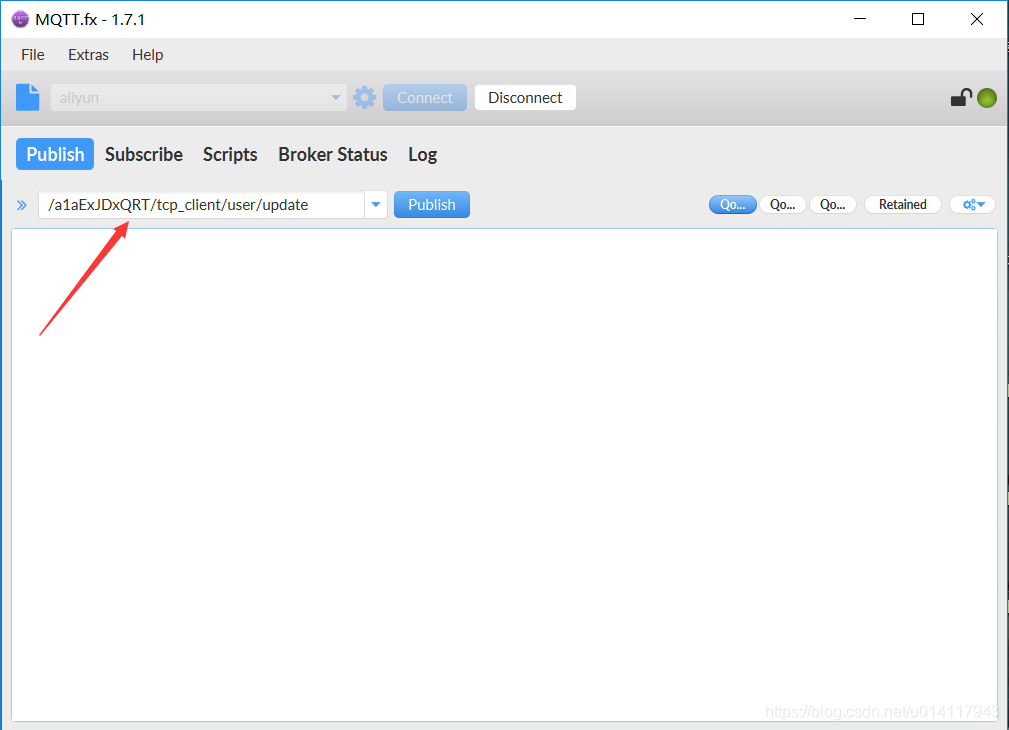 MQTT.fx - 1.7.1
File Extras Help
aliyun Connect Disconnect
Publish Subscribe Scripts Broker Status Log
/a1aExJDxQRT/tcp_client/user/update Publish Qo... Qo... Qo... Retained
https://blog.csdn.net/u014117943